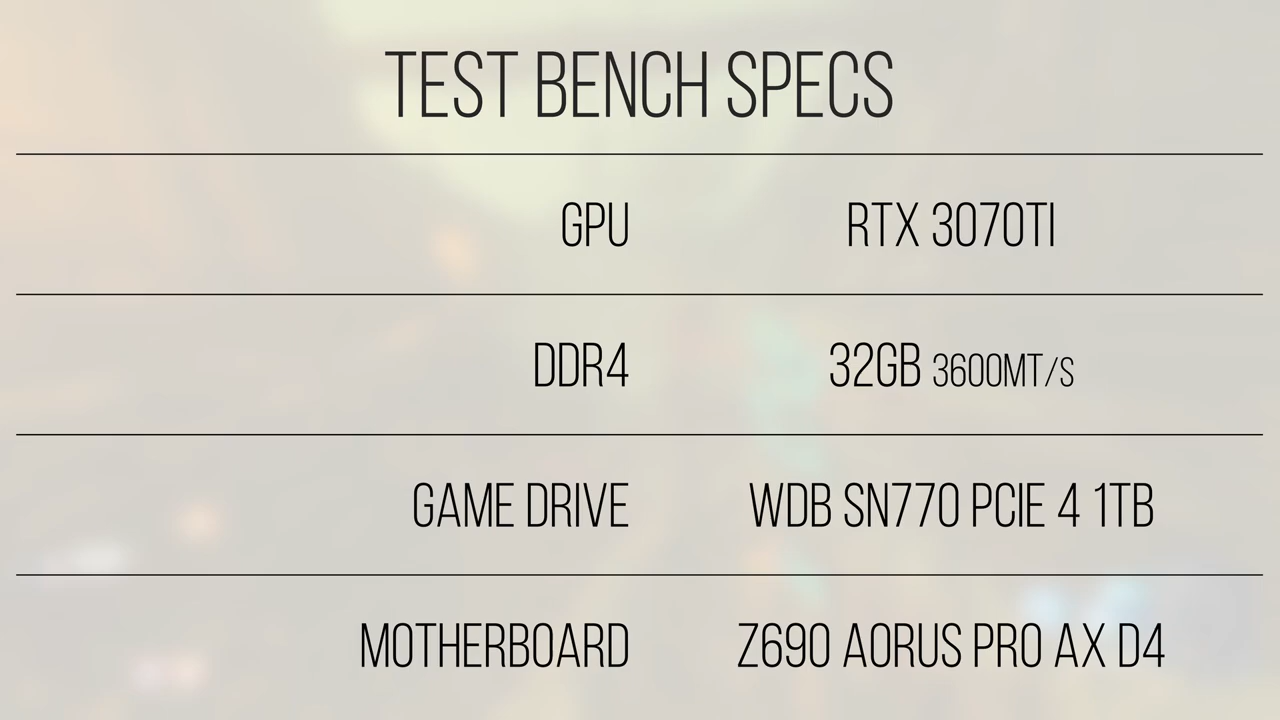 TEST BENCH SPECS
GPU RTX 3070TI
DDR4 32GB 3600MT/S
GAME DRIVE WDB SN770 PCIE 4 1TB
MOTHERBOARD Z690 AORUS PRO AX D4